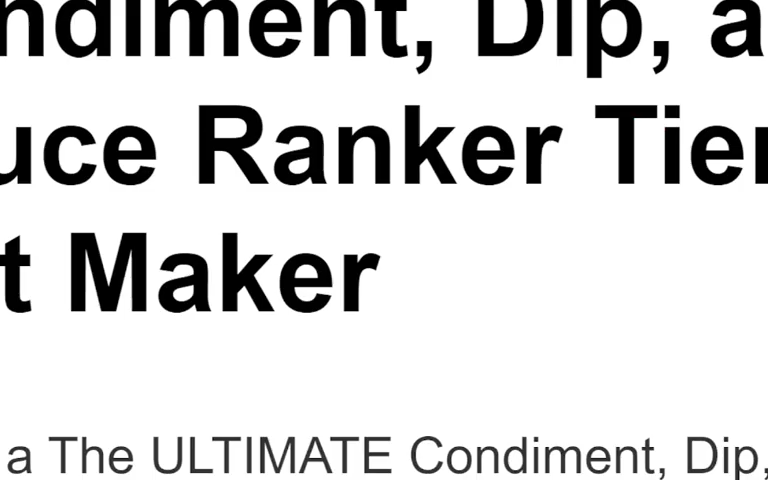 ndiment, Dip, a
uce Ranker Tier
t Maker
a The ULTIMATE Condiment, Dip,